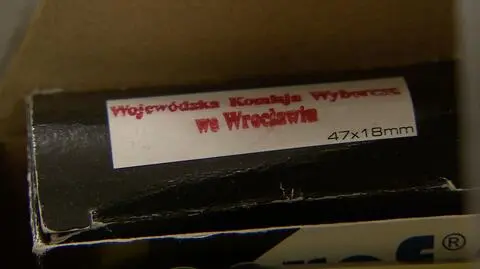 Wojewódzka Komisja Wyborcza
we Wrocławiu
47x18mm
®